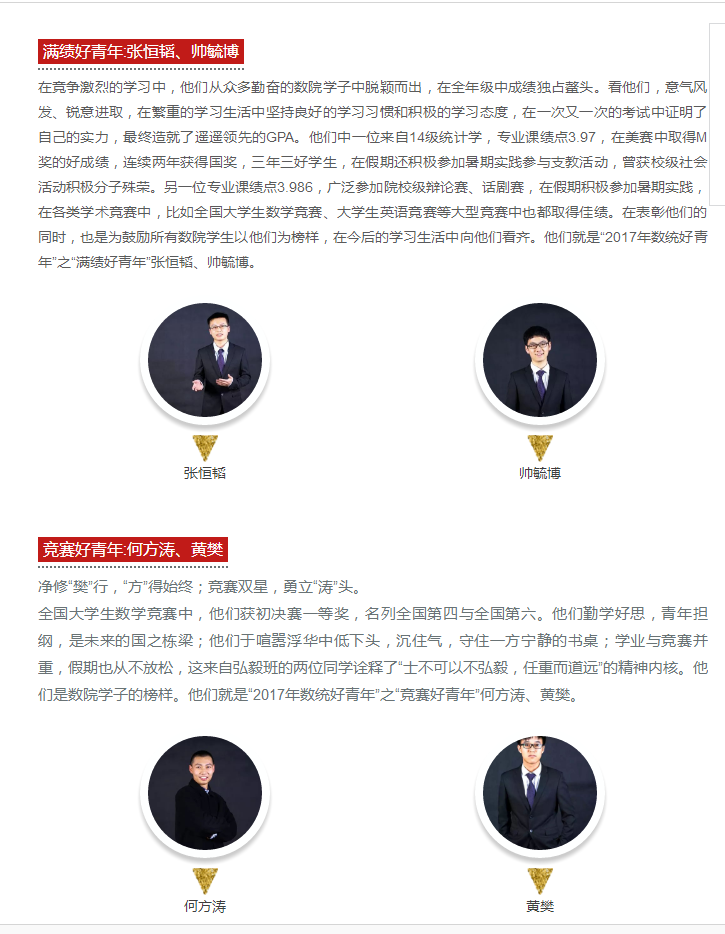 满绩好青年:张恒韬、帅毓博
在竞争激烈的学习中，他们从众多勤奋的数院学子中脱颖而出，在全年级中成绩独占鳌头。看他们，意气风
发、锐意进取，在繁重的学习生活中坚持良好的学习习惯和积极的学习态度，在一次又一次的考试中证明了
自己的实力，最终造就了遥遥领先的GPA。他们中一位来自14级统计学，专业课绩点3.97，在美赛中取得M
奖的好成绩，连续两年获得国奖，三年三好学生，在假期还积极参加暑期实践参与支教活动，曾获校级社会
活动积极分子殊荣。另一位专业课绩点3.986，广泛参加院校级辩论赛、话剧赛，在假期积极参加暑期实践，
在各类学术竞赛中，比如全国大学生数学竞赛、大学生英语竞赛等大型竞赛中也都取得佳绩。在表彰他们的
同时，也是为鼓励所有数院学生以他们为榜样，在今后的学习生活中向他们看齐。他们就是“2017年数统好青
年”之“满绩好青年”张恒韬、帅毓博。
张恒韬
帅毓博
竞赛好青年:何方涛、黄樊
净修“樊”行，“方”得始终；竞赛双星，勇立“涛”头。
全国大学生数学竞赛中，他们获初决赛一等奖，名列全国第四与全国第六。他们勤学好思，青年担
纲，是未来的国之栋梁；他们于喧嚣浮华中低下头，沉住气，守住一方宁静的书桌；学业与竞赛并
重，假期也从不放松，这来自弘毅班的两位同学诠释了“士不可以不弘毅，任重而道远”的精神内核。他
们是数院学子的榜样。他们就是“2017年数统好青年”之“竞赛好青年”何方涛、黄樊。
何方涛
黄樊